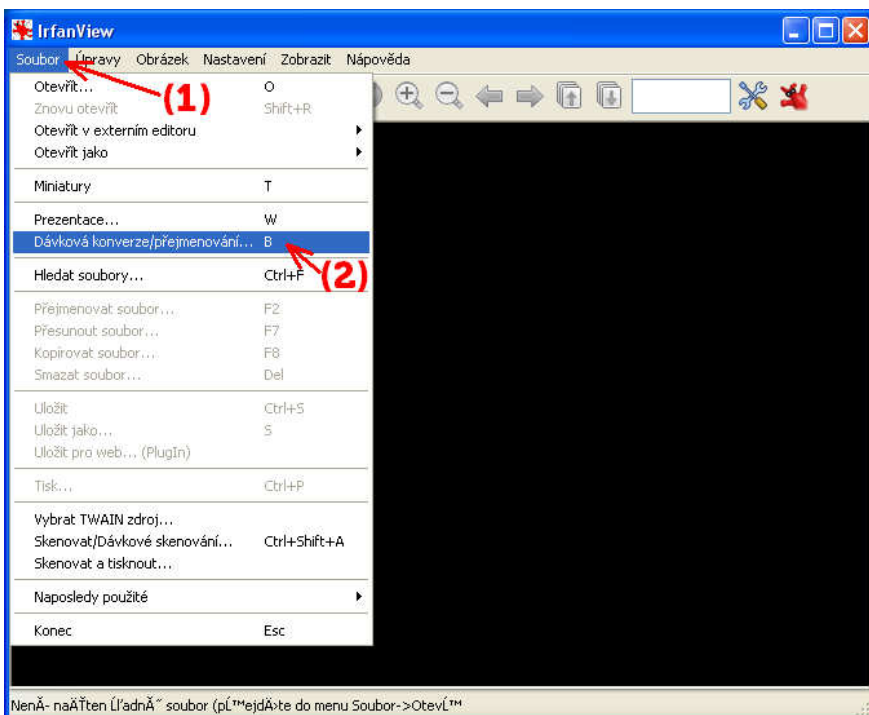 IrfanView
Soubor Úpravy Obrázek Nastavení Zobrazit Nápověda
(1)
Otevřít... O
Znovu otevřít Shift+R
Otevřít v externím editoru
Otevřít jako
Miniatury T
Prezentace... W
Dávková konverze/přejmenování... B
(2)
Hledat soubory... Ctrl+F
Přejmenovat soubor... F2
Přesunout soubor... F7
Kopírovat soubor... F8
Smazat soubor... Del
Uložit Ctrl+S
Uložit jako... S
Uložit pro web... (PlugIn)
Tisk... Ctrl+P
Vybrat TWAIN zdroj...
Skenovat/Dávkové skenování... Ctrl+Shift+A
Skenovat a tisknout...
Naposledy použité
Konec Esc
NenĂ- naÄŤten ĹľadnĂ˝ soubor (pĹ™ejdÄ›te do menu Soubor->OtevĹ™